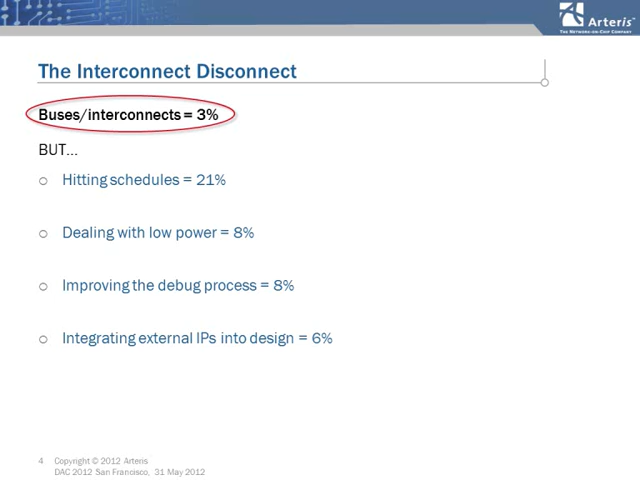 Arteris
THE NETWORK-ON-CHIP COMPANY
The Interconnect Disconnect
Buses/interconnects = 3%
BUT...
Hitting schedules = 21%
Dealing with low power = 8%
Improving the debug process = 8%
Integrating external IPs into design = 6%
4 Copyright © 2012 Arteris
DAC 2012 San Francisco, 31 May 2012